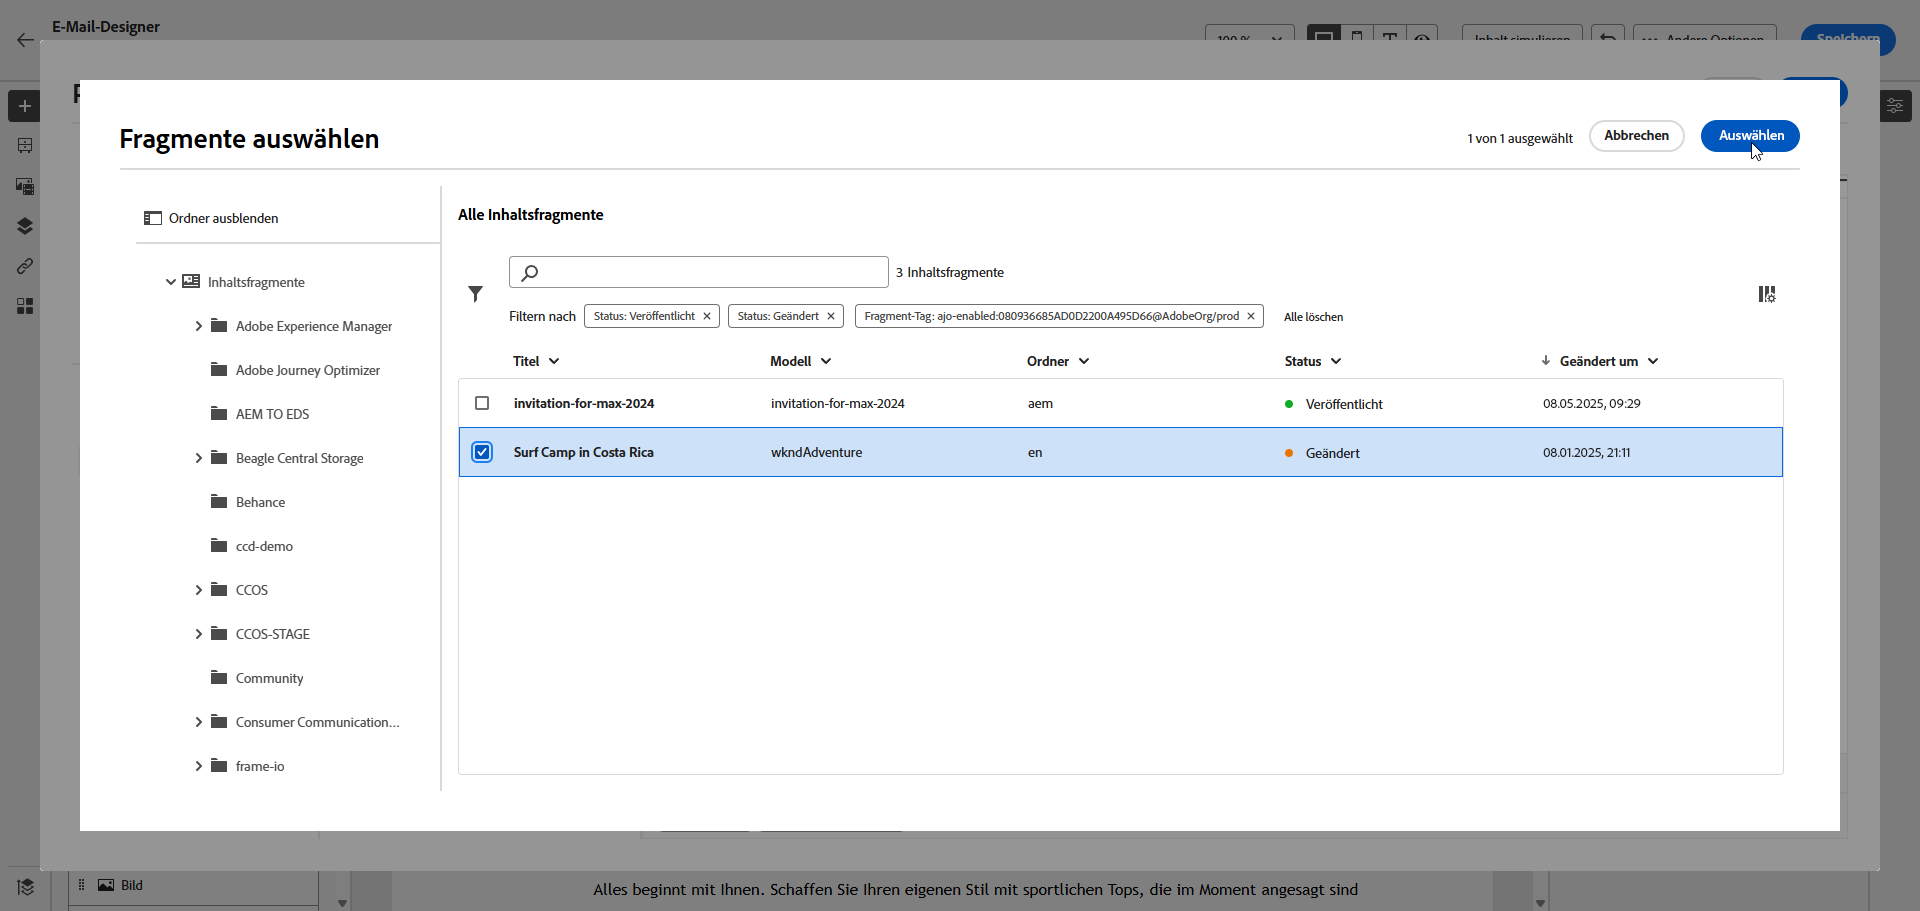 E-Mail-Designer
Fragmente auswählen
1 von 1 ausgewählt
Abbrechen
Auswählen
Ordner ausblenden
Inhaltsfragmente
Adobe Experience Manager
Adobe Journey Optimizer
AEM TO EDS
Beagle Central Storage
Behance
ccd-demo
CCOS
CCOS-STAGE
Community
Consumer Communication...
frame-io
Alle Inhaltsfragmente
3 Inhaltsfragmente
Filtern nach
Status: Veröffentlicht
Status: Geändert
Fragment-Tag: ajo-enabled:080936685AD0D2200A495D66@AdobeOrg/prod
Alle löschen
Titel Modell Ordner Status Geändert um
invitation-for-max-2024 invitation-for-max-2024 aem Veröffentlicht 08.05.2025, 09:29
Surf Camp in Costa Rica wkndAdventure en Geändert 08.01.2025, 21:11
Bild
Alles beginnt mit Ihnen. Schaffen Sie Ihren eigenen Stil mit sportlichen Tops, die im Moment angesagt sind